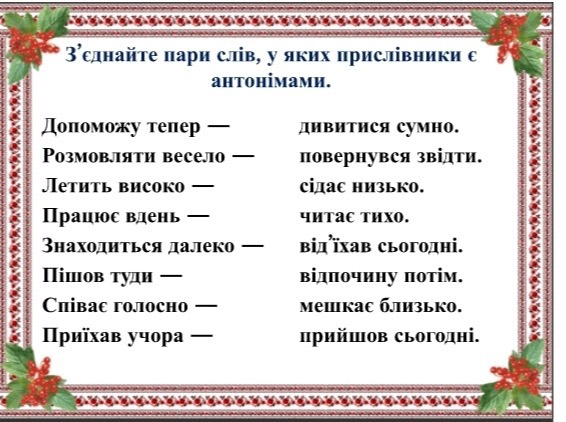 З’єднайте пари слів, у яких прислівники є
антонімами.
Допоможу тепер — дивитися сумно.
Розмовляти весело — повернувся звідти.
Летить високо — сідає низько.
Працює вдень — читає тихо.
Знаходиться далеко — від’їхав сьогодні.
Пішов туди — відпочину потім.
Співає голосно — мешкає близько.
Приїхав учора — прийшов сьогодні.